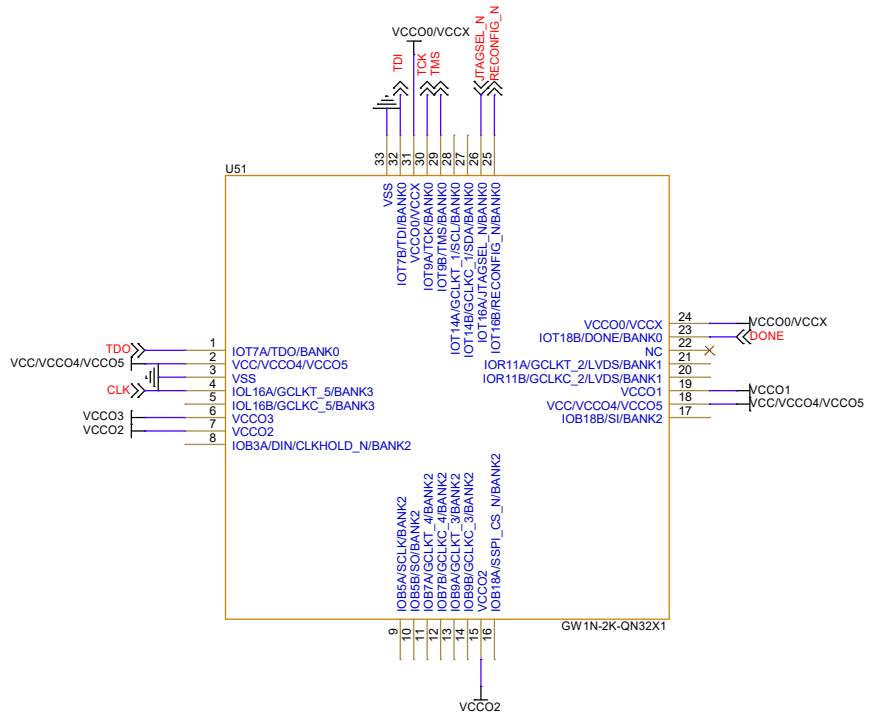 VCCO0/VCCX
TDI
TCK
TMS
JTAGSEL_N
RECONFIG_N
33
32
31
30
29
28
27
26
25
U51
VSS
IOT7B/TDI/BANK0
VCCO0/VCCX
IOT9A/TCK/BANK0
IOT9B/TMS/BANK0
IOT14A/GCLKT_1/SCL/BANK0
IOT14B/GCLKC_1/SDA/BANK0
IOT16A/JTAGSEL_N/BANK0
IOT16B/RECONFIG_N/BANK0
TDO 1 IOT7A/TDO/BANK0
VCC/VCCO4/VCCO5 2 VCC/VCCO4/VCCO5
3 VSS
CLK 4 IOL16A/GCLKT_5/BANK3
5 IOL16B/GCLKC_5/BANK3
VCCO3 6 VCCO3
VCCO2 7 VCCO2
8 IOB3A/DIN/CLKHOLD_N/BANK2
VCCO0/VCCX 24 VCCO0/VCCX
IOT18B/DONE/BANK0 23 DONE
NC 22
IOR11A/GCLKT_2/LVDS/BANK1 21
IOR11B/GCLKC_2/LVDS/BANK1 20
VCCO1 19 VCCO1
VCC/VCCO4/VCCO5 18 VCC/VCCO4/VCCO5
IOB18B/SI/BANK2 17
IOB5A/SCLK/BANK2
IOB5B/SO/BANK2
IOB7A/GCLKT_4/BANK2
IOB7B/GCLKC_4/BANK2
IOB9A/GCLKT_3/BANK2
IOB9B/GCLKC_3/BANK2
VCCO2
IOB18A/SSPI_CS_N/BANK2
GW1N-2K-QN32X1
9
10
11
12
13
14
15
16
VCCO2